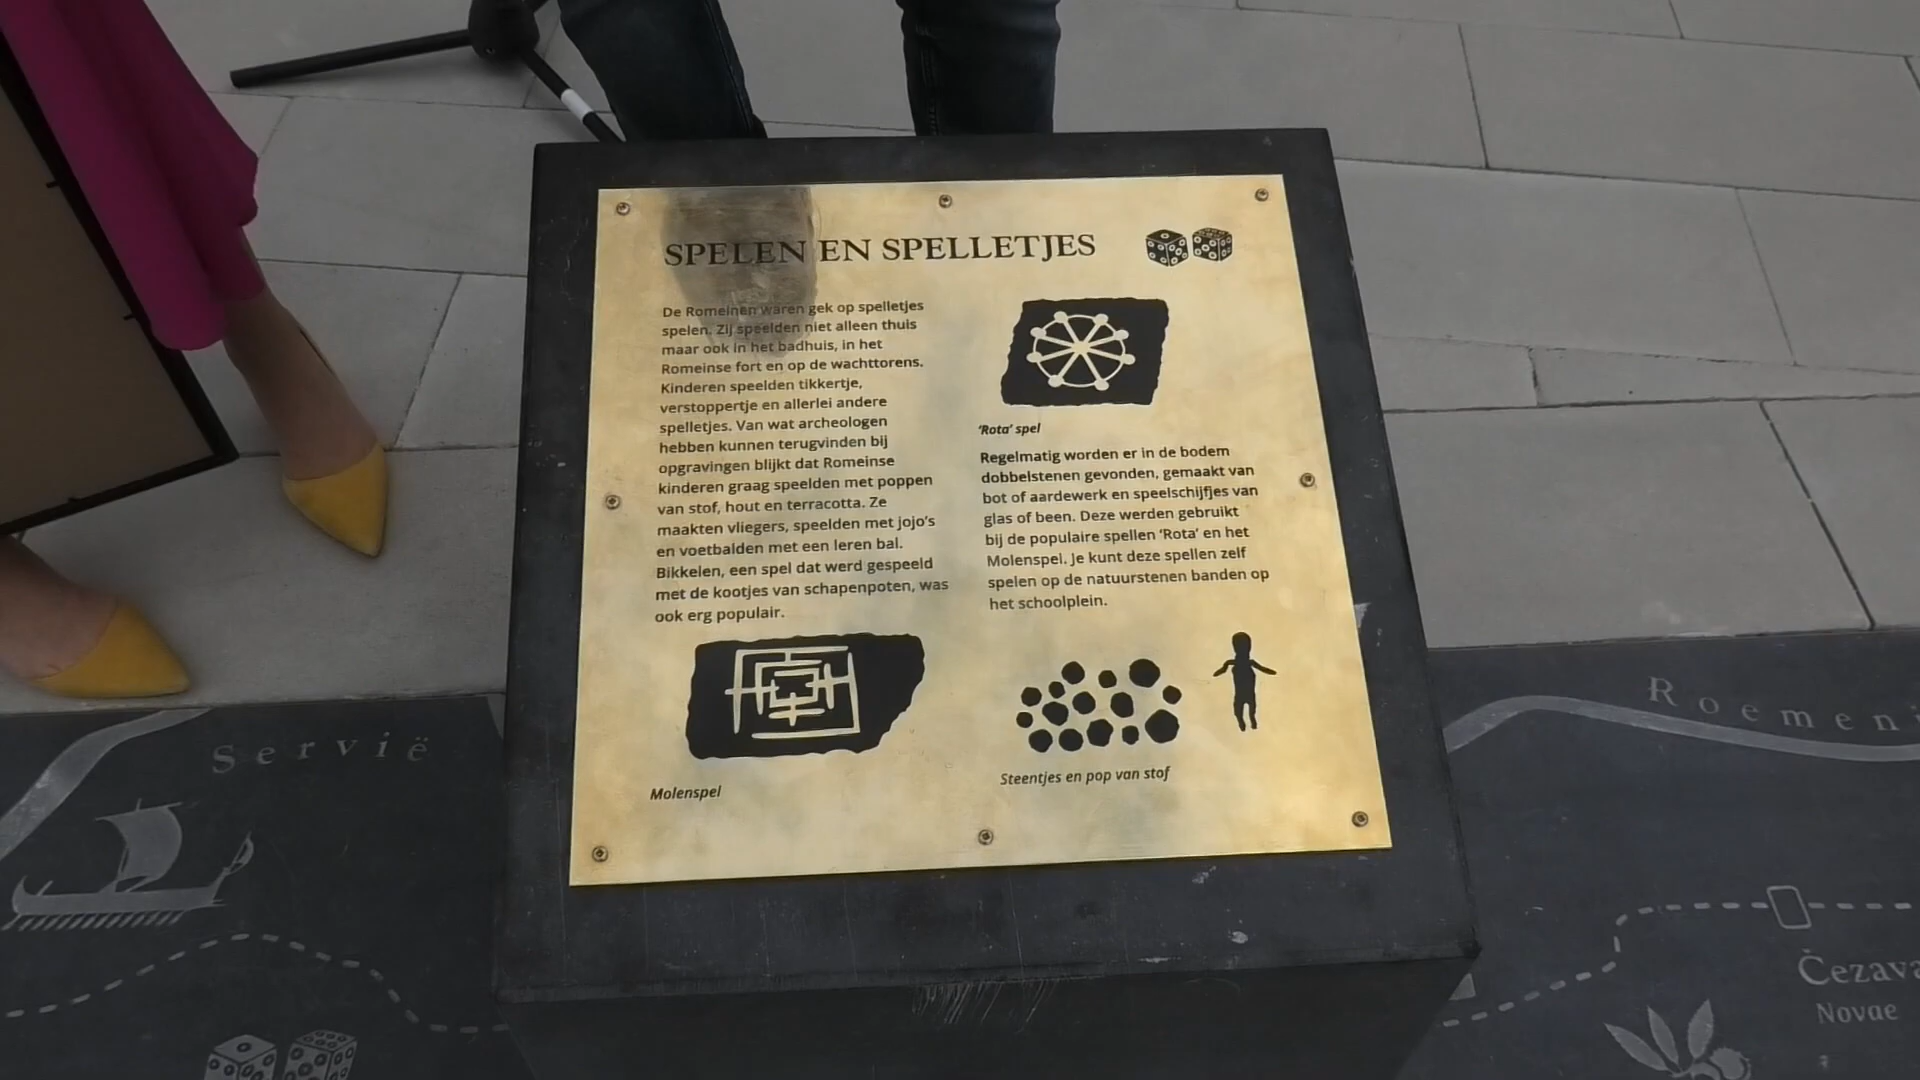 SPELEN EN SPELLETJES
De Romeinen waren gek op spelletjes
spelen. Zij speelden niet alleen thuis
maar ook in het badhuis, in het
Romeinse fort en op de wachttorens.
Kinderen speelden tikkertje,
verstoppertje en allerlei andere
spelletjes. Van wat archeologen
hebben kunnen terugvinden bij
opgravingen blijkt dat Romeinse
kinderen graag speelden met poppen
van stof, hout en terracotta. Ze
maakten vliegers, speelden met jojo's
en voetbalden met een leren bal.
Bikkelen, een spel dat werd gespeeld
met de kootjes van schapenpoten, was
ook erg populair.
Molenspel
'Rota' spel
Regelmatig worden er in de bodem
dobbelstenen gevonden, gemaakt van
bot of aardewerk en speelschijfjes van
glas of been. Deze werden gebruikt
bij de populaire spellen 'Rota' en het
Molenspel. Je kunt deze spellen zelf
spelen op de natuurstenen banden op
het schoolplein.
Steentjes en pop van stof
Servië
Roemeni
Čezava
Novae